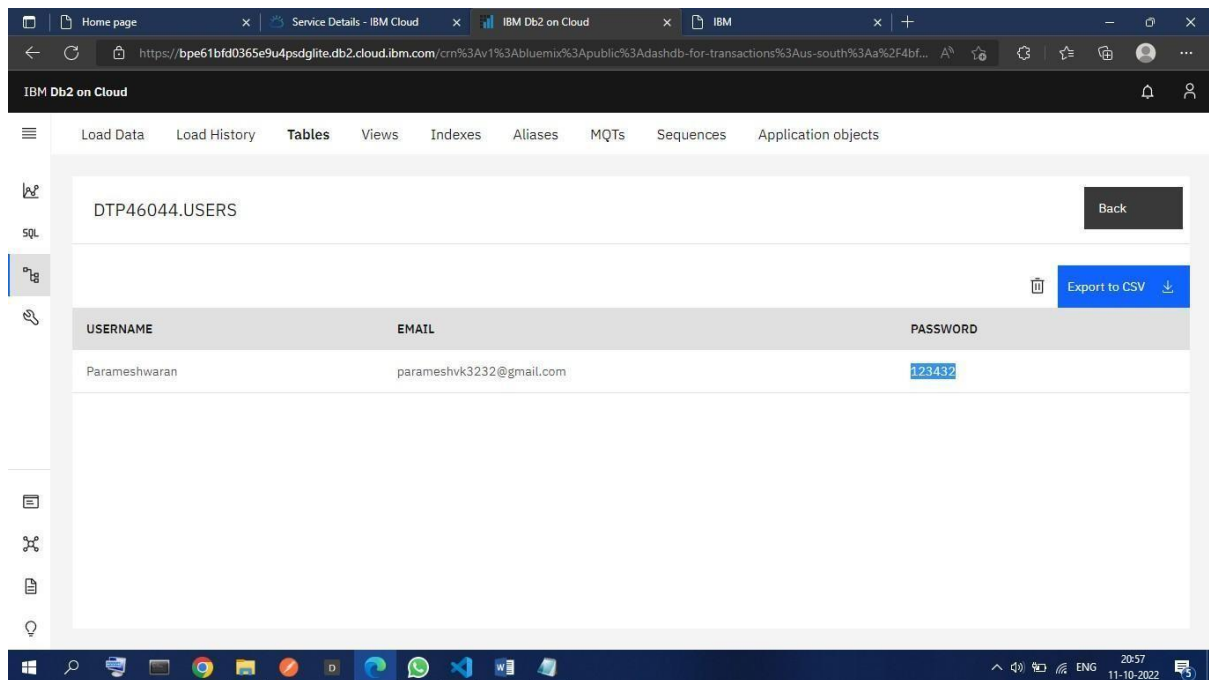 Home page
Service Details - IBM Cloud
IBM Db2 on Cloud
IBM
https://bpe61bfd0365e9u4psdglite.db2.cloud.ibm.com/crn%3Av1%3Abluemix%3Apublic%3Adashdb-for-transactions%3Aus-south%3Aa%2F4bf...
IBM Db2 on Cloud
Load Data Load History Tables Views Indexes Aliases MQTs Sequences Application objects
DTP46044.USERS
Back
SQL
Export to CSV
USERNAME EMAIL PASSWORD
Parameshwaran parameshvk3232@gmail.com 123432
ENG
20:57
11-10-2022
5